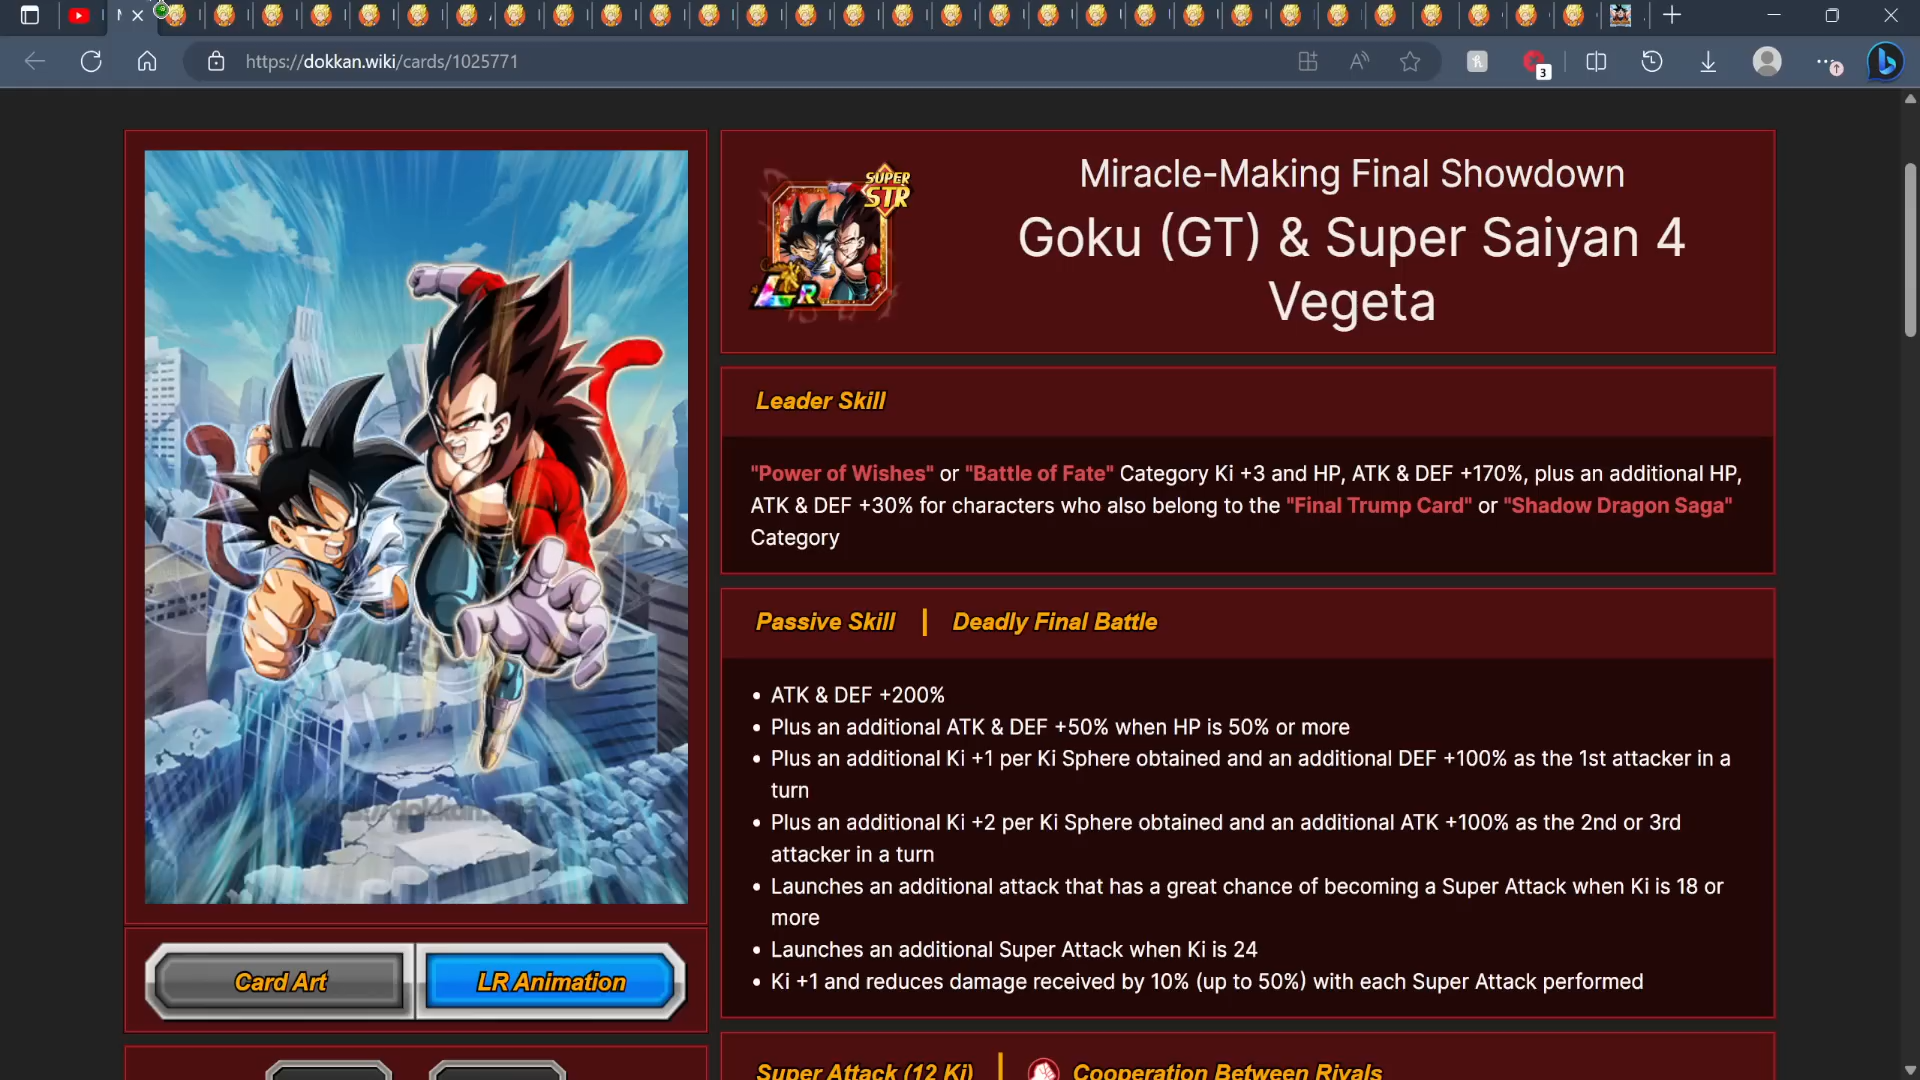 https://dokkan.wiki/cards/1025771
3
SUPER
STR
LR
Miracle-Making Final Showdown
Goku (GT) & Super Saiyan 4
Vegeta
Leader Skill
"Power of Wishes" or "Battle of Fate" Category Ki +3 and HP, ATK & DEF +170%, plus an additional HP,
ATK & DEF +30% for characters who also belong to the "Final Trump Card" or "Shadow Dragon Saga"
Category
Passive Skill | Deadly Final Battle
• ATK & DEF +200%
• Plus an additional ATK & DEF +50% when HP is 50% or more
• Plus an additional Ki +1 per Ki Sphere obtained and an additional DEF +100% as the 1st attacker in a
turn
• Plus an additional Ki +2 per Ki Sphere obtained and an additional ATK +100% as the 2nd or 3rd
attacker in a turn
• Launches an additional attack that has a great chance of becoming a Super Attack when Ki is 18 or
more
• Launches an additional Super Attack when Ki is 24
• Ki +1 and reduces damage received by 10% (up to 50%) with each Super Attack performed
Card Art
LR Animation
Super Attack (12 Ki) | Cooperation Between Rivals